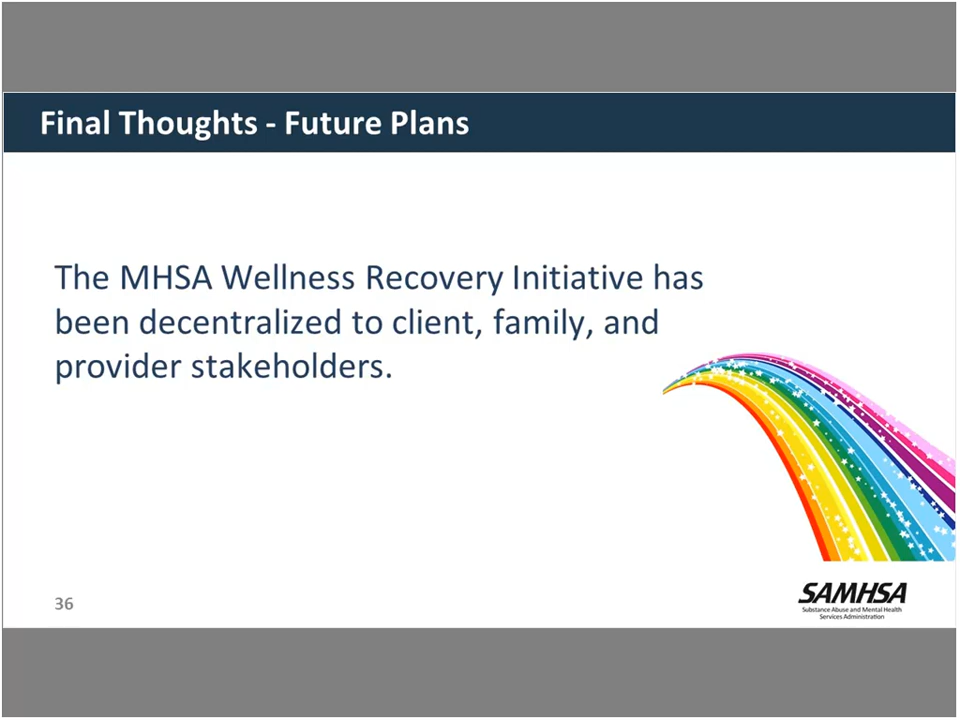 Final Thoughts - Future Plans
The MHSA Wellness Recovery Initiative has
been decentralized to client, family, and
provider stakeholders.
36
SAMHSA
Substance Abuse and Mental Health
Services Administration